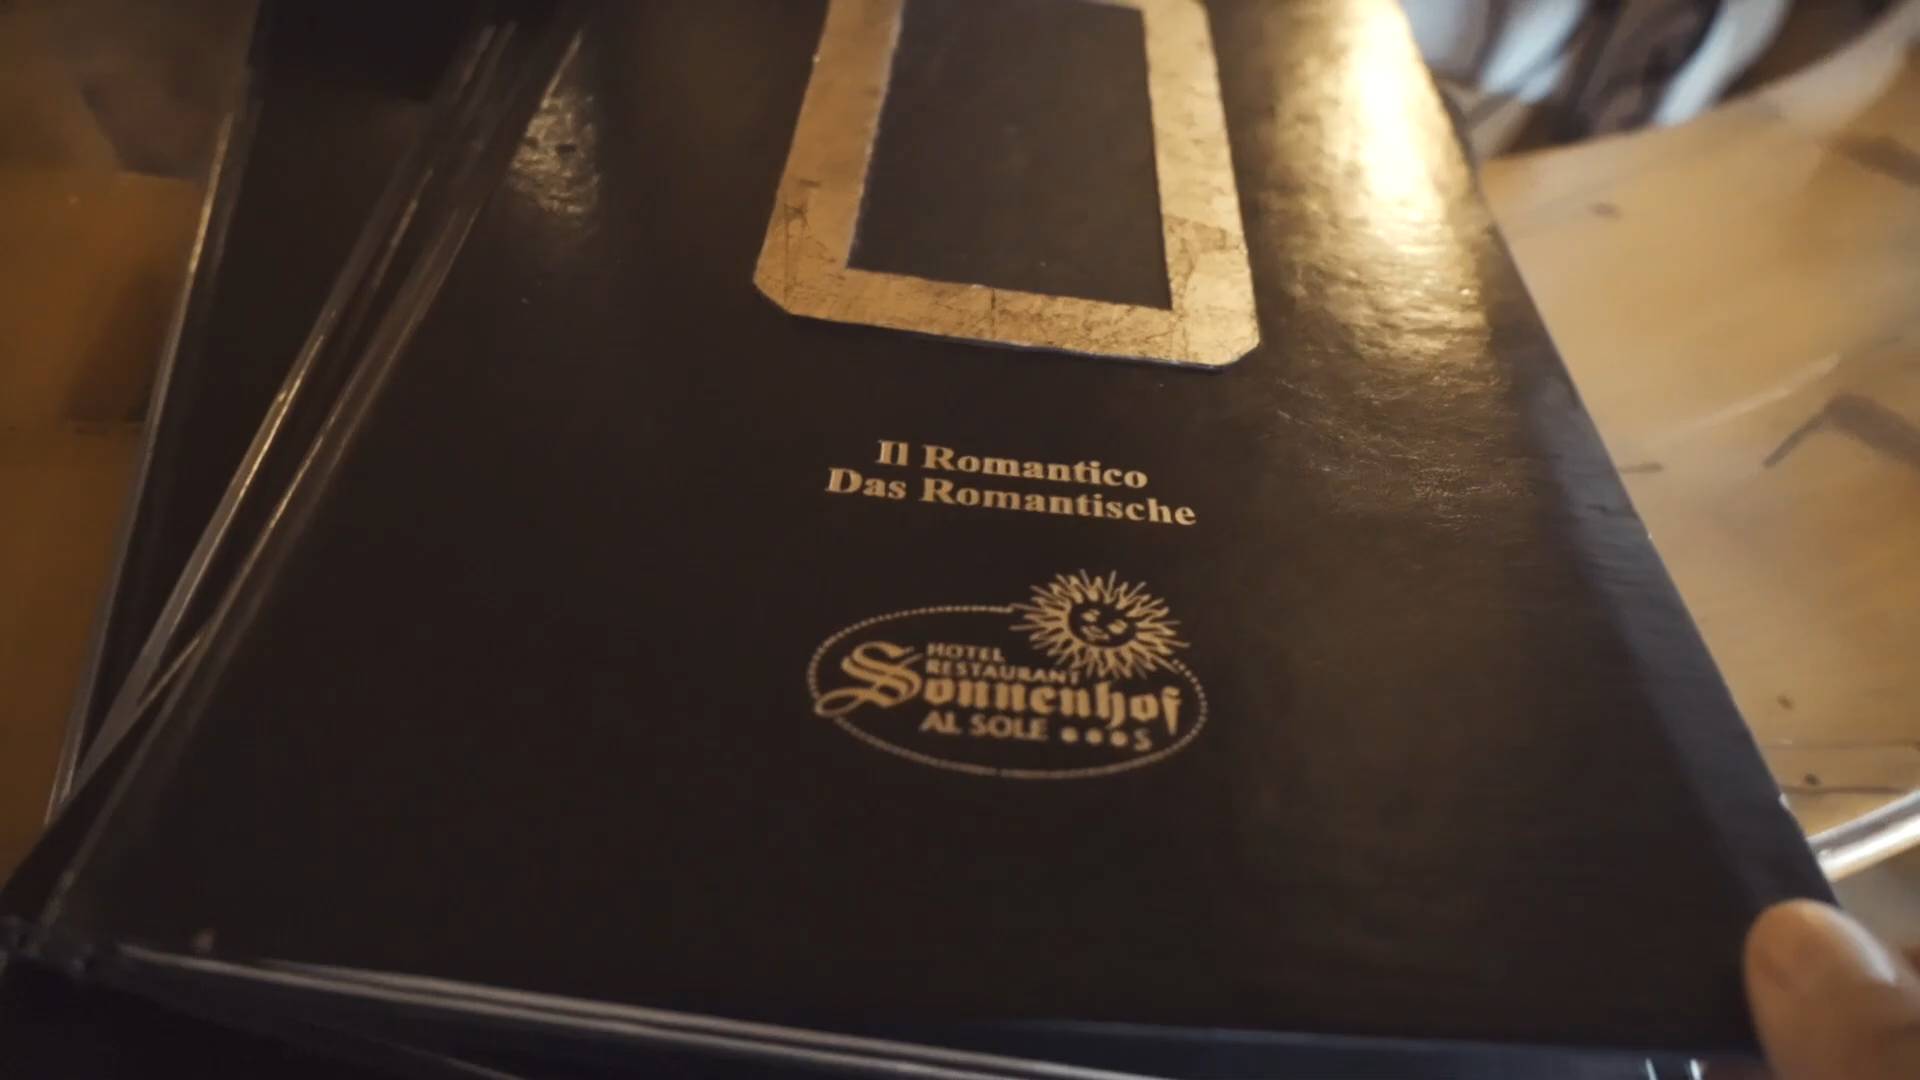 Il Romantico
Das Romantische
HOTEL
RESTAURANT
Sonnenhof
AL SOLE ●●●S